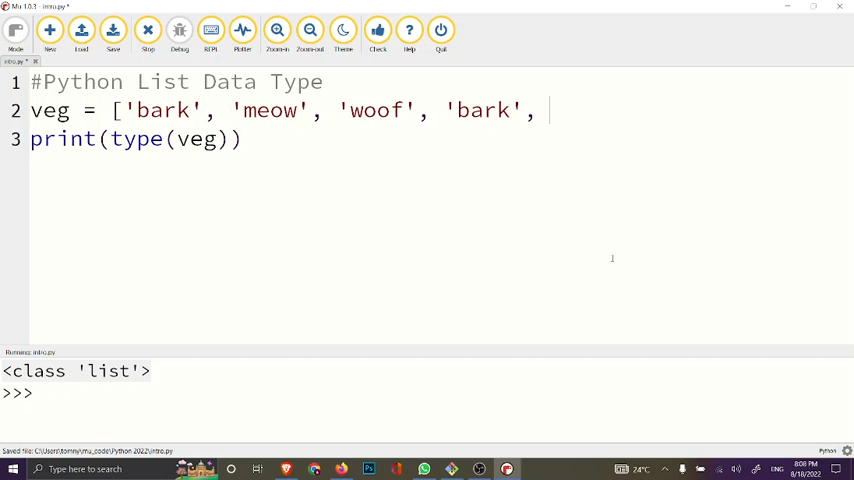 Mu 1.0.3 - intro.py *
Mode New Load Save Stop Debug REPL Plotter Zoom-in Zoom-out Theme Check Help Quit
intro.py *
1 #Python List Data Type
2 veg = ['bark', 'meow', 'woof', 'bark',
3 print(type(veg))
Running: intro.py
<class 'list'>
>>>
Saved file: C:\Users\tommy\mu_code\Python 2022\intro.py
Python
Type here to search
Ps
24°C
ENG
8:08 PM
8/18/2022